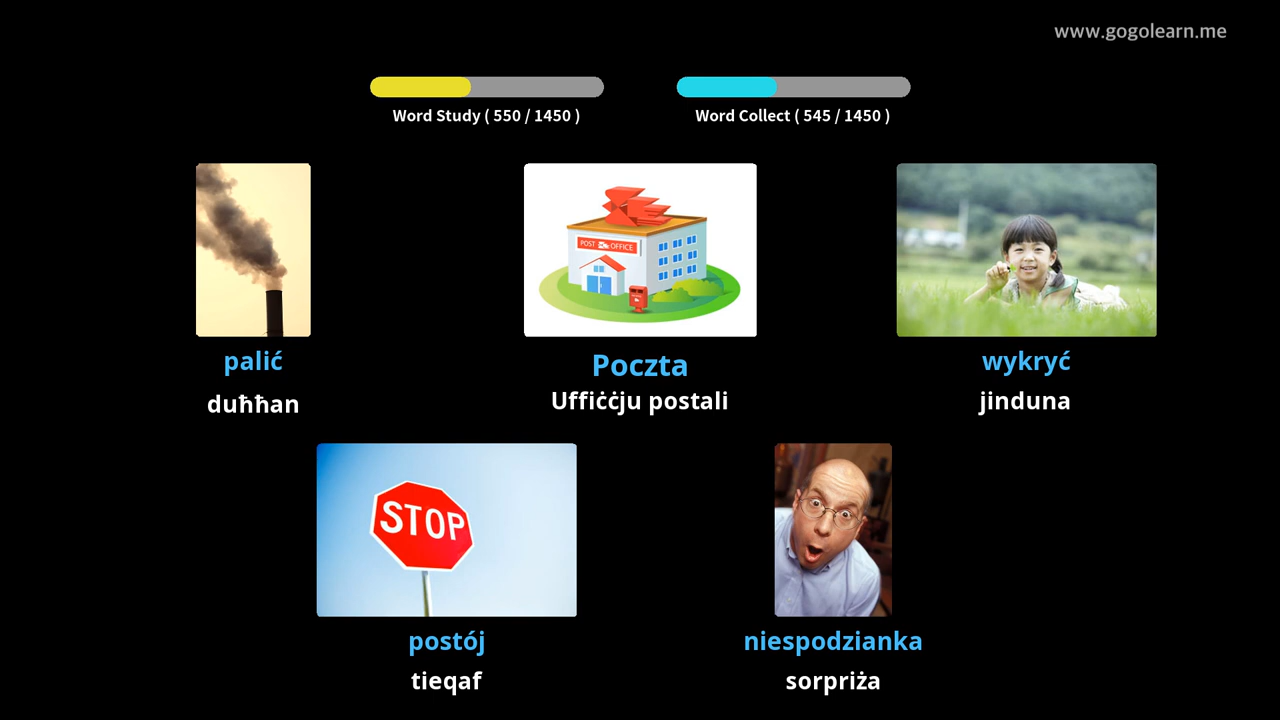 www.gogolearn.me
Word Study ( 550 / 1450 )
Word Collect ( 545 / 1450 )
POST OFFICE
palić
duħħan
Poczta
Uffiċċju postali
wykryć
jinduna
STOP
postój
tieqaf
niespodzianka
sorpriża